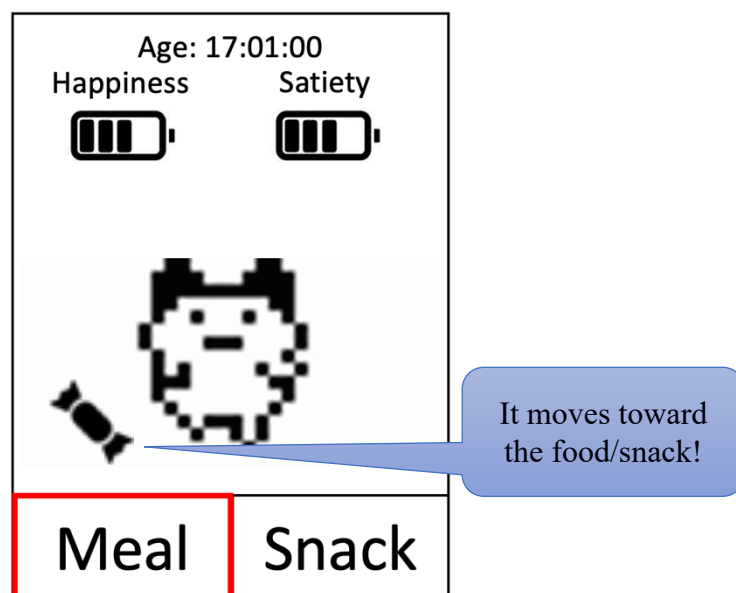 Age: 17:01:00
Happiness Satiety
It moves toward
the food/snack!
Meal Snack